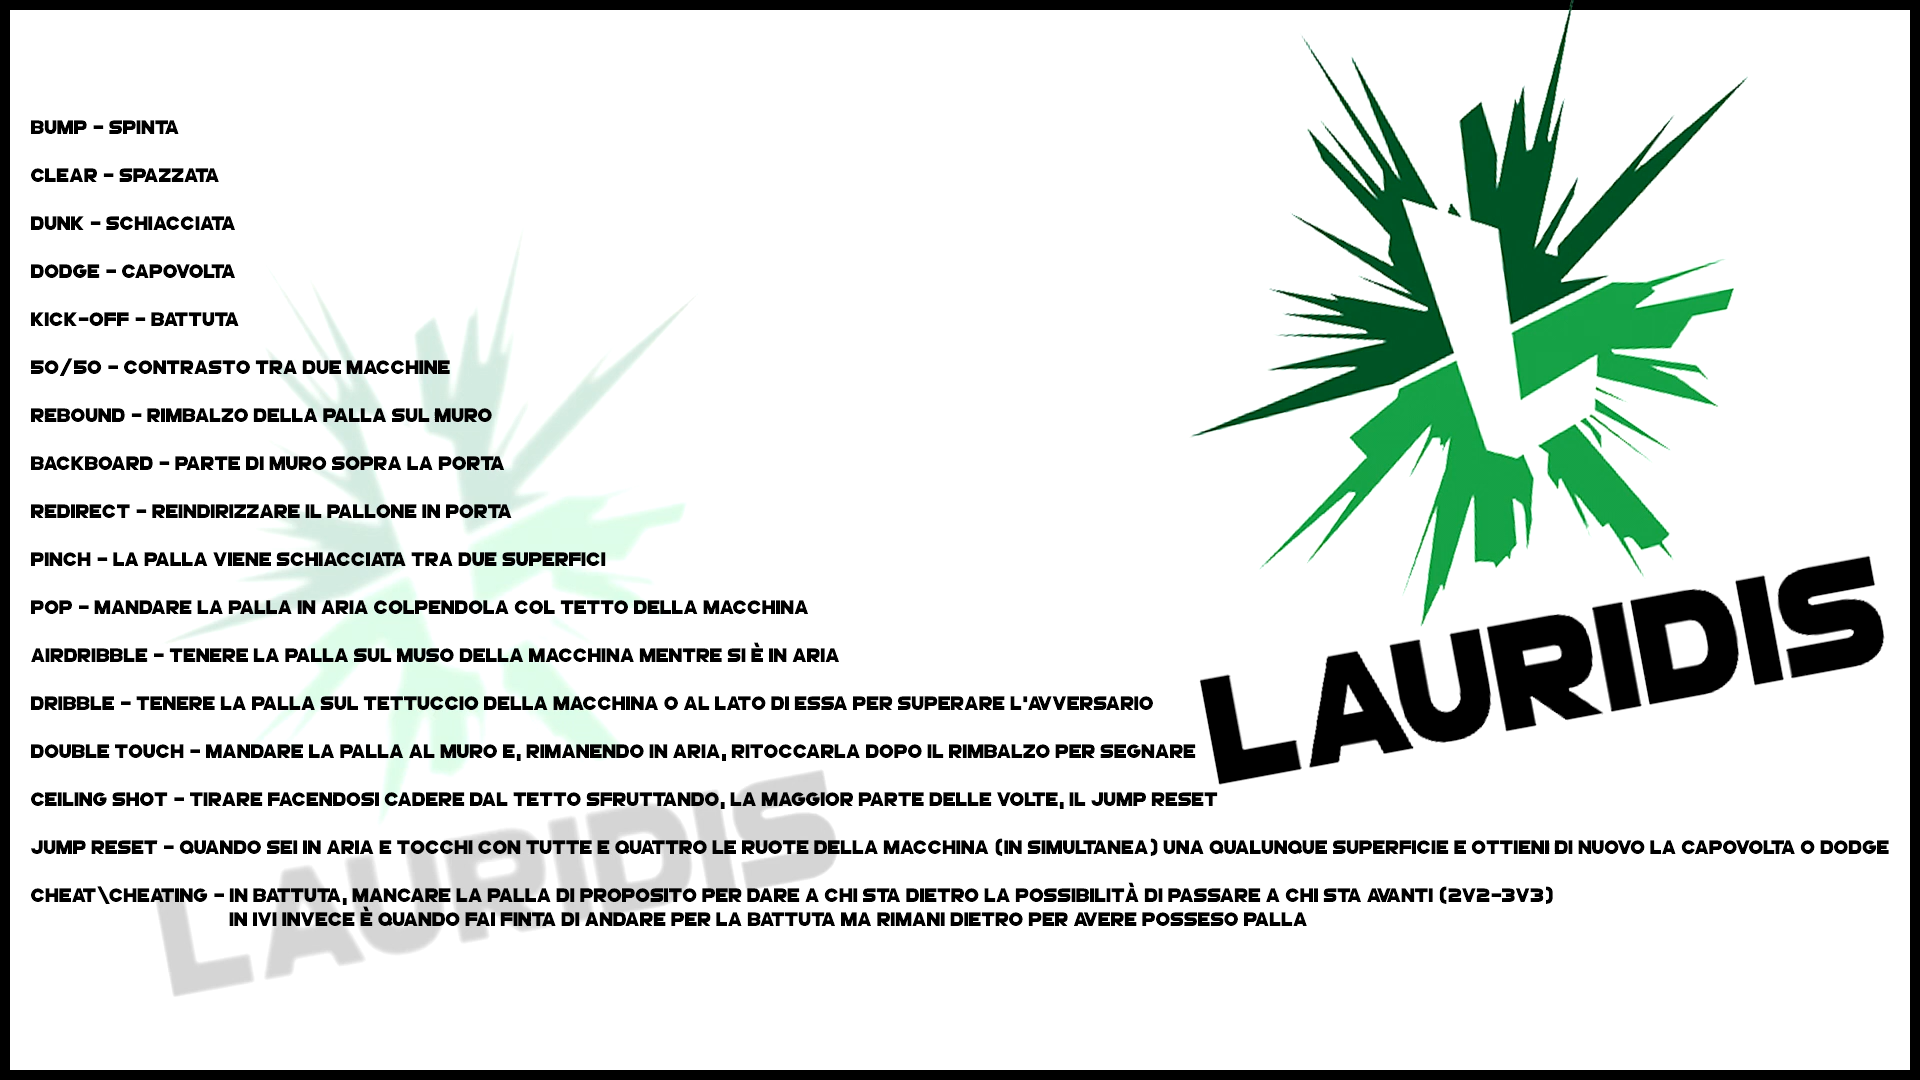 BUMP - SPINTA
CLEAR - SPAZZATA
DUNK - SCHIACCIATA
DODGE - CAPOVOLTA
KICK-OFF - BATTUTA
50/50 - CONTRASTO TRA DUE MACCHINE
REBOUND - RIMBALZO DELLA PALLA SUL MURO
BACKBOARD - PARTE DI MURO SOPRA LA PORTA
REDIRECT - REINDIRIZZARE IL PALLONE IN PORTA
PINCH - LA PALLA VIENE SCHIACCIATA TRA DUE SUPERFICI
POP - MANDARE LA PALLA IN ARIA COLPENDOLA COL TETTO DELLA MACCHINA
AIRDRIBBLE - TENERE LA PALLA SUL MUSO DELLA MACCHINA MENTRE SI È IN ARIA
DRIBBLE - TENERE LA PALLA SUL TETTUCCIO DELLA MACCHINA O AL LATO DI ESSA PER SUPERARE L'AVVERSARIO
DOUBLE TOUCH - MANDARE LA PALLA AL MURO E, RIMANENDO IN ARIA, RITOCCARLA DOPO IL RIMBALZO PER SEGNARE
CEILING SHOT - TIRARE FACENDOSI CADERE DAL TETTO SFRUTTANDO, LA MAGGIOR PARTE DELLE VOLTE, IL JUMP RESET
JUMP RESET - QUANDO SEI IN ARIA E TOCCHI CON TUTTE E QUATTRO LE RUOTE DELLA MACCHINA (IN SIMULTANEA) UNA QUALUNQUE SUPERFICIE E OTTIENI DI NUOVO LA CAPOVOLTA O DODGE
CHEAT\CHEATING - IN BATTUTA, MANCARE LA PALLA DI PROPOSITO PER DARE A CHI STA DIETRO LA POSSIBILITÀ DI PASSARE A CHI STA AVANTI (2V2-3V3)
IN IVI INVECE È QUANDO FAI FINTA DI ANDARE PER LA BATTUTA MA RIMANI DIETRO PER AVERE POSSESO PALLA
LAURIDIS
LAURIDIS